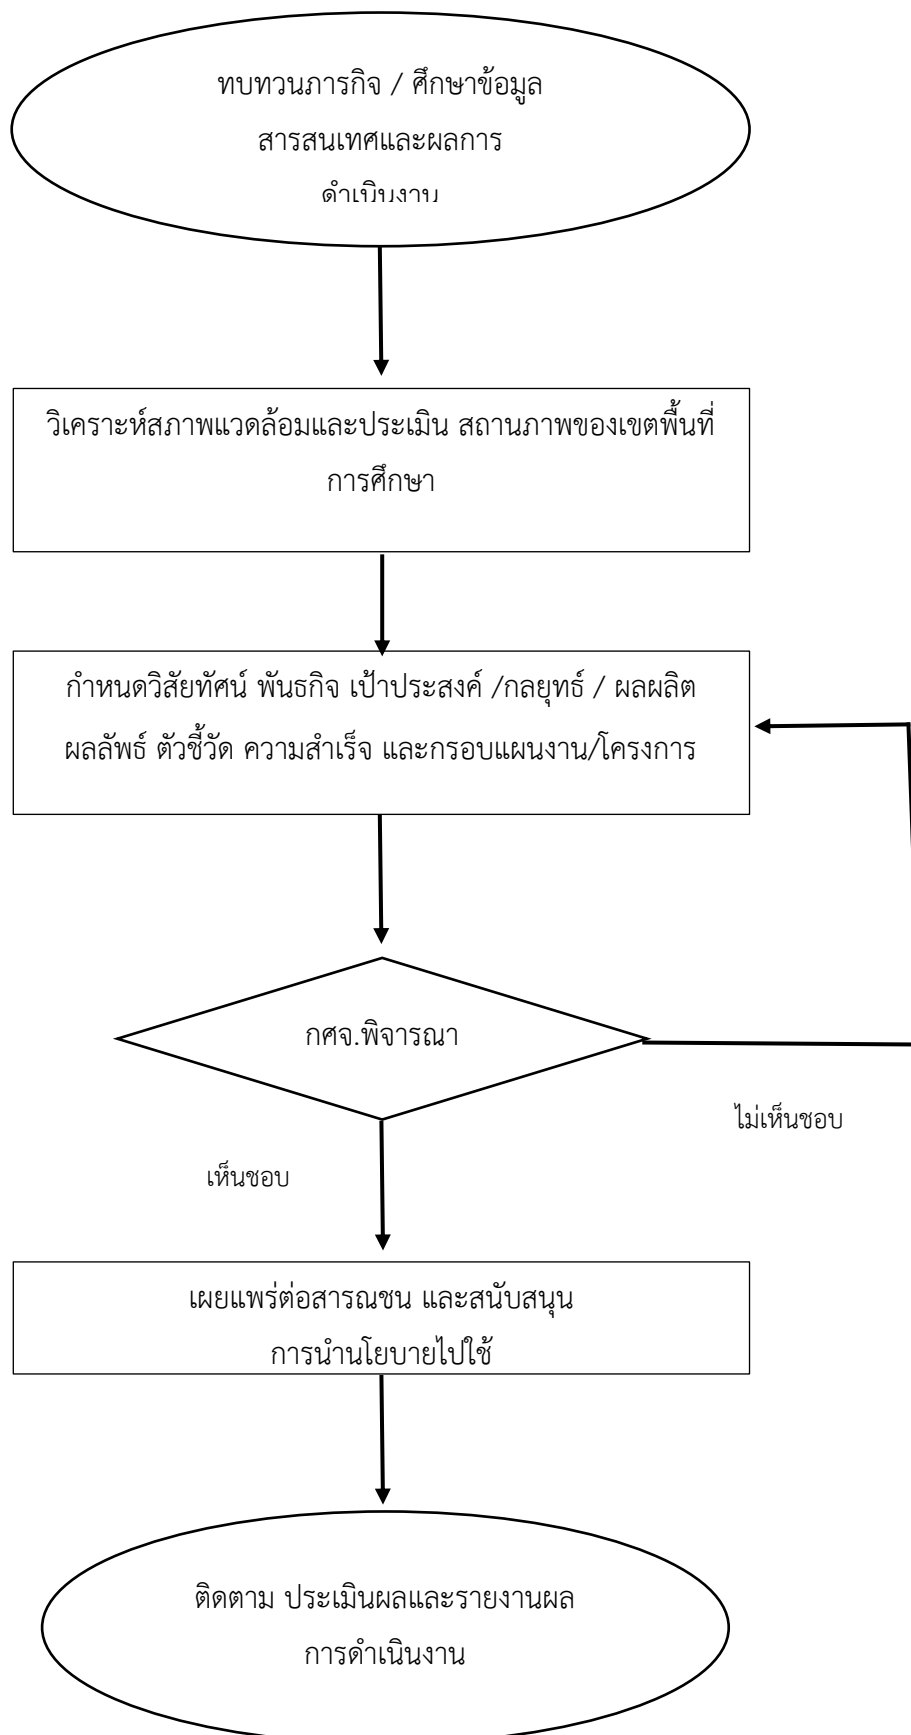 ทบทวนภารกิจ / ศึกษาข้อมูล
สารสนเทศและผลการ
ดำเนินงาน
วิเคราะห์สภาพแวดล้อมและประเมิน สถานภาพของเขตพื้นที่
การศึกษา
กำหนดวิสัยทัศน์ พันธกิจ เป้าประสงค์ /กลยุทธ์ / ผลผลิต
ผลลัพธ์ ตัวชี้วัด ความสำเร็จ และกรอบแผนงาน/โครงการ
กศจ.พิจารณา
ไม่เห็นชอบ
เห็นชอบ
เผยแพร่ต่อสารณชน และสนับสนุน
การนำนโยบายไปใช้
ติดตาม ประเมินผลและรายงานผล
การดำเนินงาน